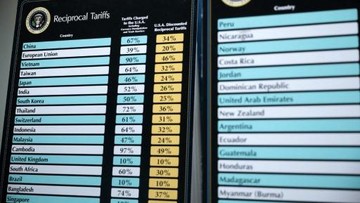 Reciprocal Tariffs
Country
Tariffs Charged
to the U.S.A.
U.S.A. Discounted
Reciprocal Tariffs
China 67% 34%
European Union 39% 20%
Vietnam 90% 46%
Taiwan 64% 32%
Japan 46% 24%
India 52% 26%
South Korea 50% 25%
Thailand 72% 36%
Switzerland 61% 31%
Indonesia 64% 32%
Malaysia 47% 24%
Cambodia 97% 49%
United Kingdom 10% 10%
South Africa 60% 30%
Brazil 10% 10%
Bangladesh 74% 37%
Singapore
Country
Peru
Nicaragua
Norway
Costa Rica
Jordan
Dominican Republic
United Arab Emirates
New Zealand
Argentina
Ecuador
Guatemala
Honduras
Madagascar
Myanmar (Burma)